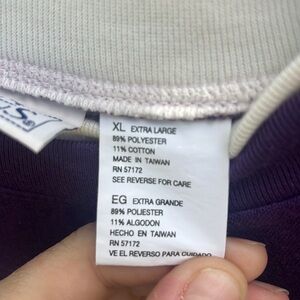 XL EXTRA LARGE
89% POLYESTER
11% COTTON
MADE IN TAIWAN
RN 57172
SEE REVERSE FOR CARE
EG EXTRA GRANDE
89% POLIESTER
11% ALGODON
HECHO EN TAIWAN
RN 57172
VE EL REVERSO PARA CUIDADO